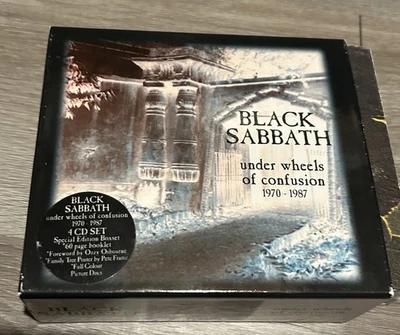 BLACK
SABBATH
under wheels
of confusion
1970 - 1987
BLACK
SABBATH
under wheels of confusion
1970 - 1987
4 CD SET
Special Edition Boxset
*60 page booklet
*Foreword by Ozzy Osbourne
*Family Tree Poster by Pete Frame
*Full Colour
Picture Discs
BLACK